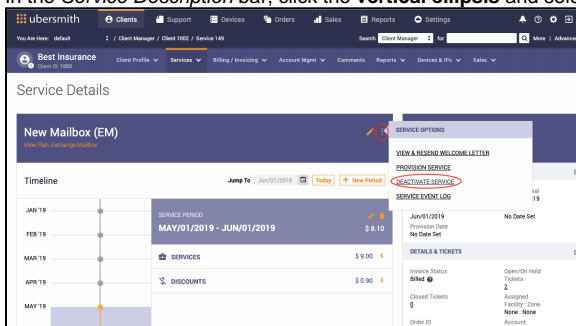 In the Service Description bar, click the vertical ellipsis and sele
ubersmith Clients Support Devices Orders Sales Reports Settings
You Are Here: default / Client Manager / Client 1002 / Service 149 Search Client Manager for More | Advanced
Best Insurance
Client ID: 1002
Client Profile Services Billing / Invoicing Account Mgmt Comments Reports Devices & IPs Sales
Service Details
New Mailbox (EM)
View Plan: Exchange Mailbox
SERVICE OPTIONS
VIEW & RESEND WELCOME LETTER
PROVISION SERVICE
DEACTIVATE SERVICE
SERVICE EVENT LOG
Timeline
Jump To Jun/01/2019 Today + New Period
JAN '19
FEB '19
MAR '19
APR '19
MAY '19
SERVICE PERIOD
MAY/01/2019 - JUN/01/2019 $ 8.10
SERVICES $ 9.00
DISCOUNTS $ 0.90
val
19
Jun/01/2019 No Date Set
Provision Date
No Date Set
DETAILS & TICKETS
Invoice Status
Billed
Open/On Hold
Tickets
2
Closed Tickets
0
Assigned
Facility : Zone
None : None
Order ID
Account